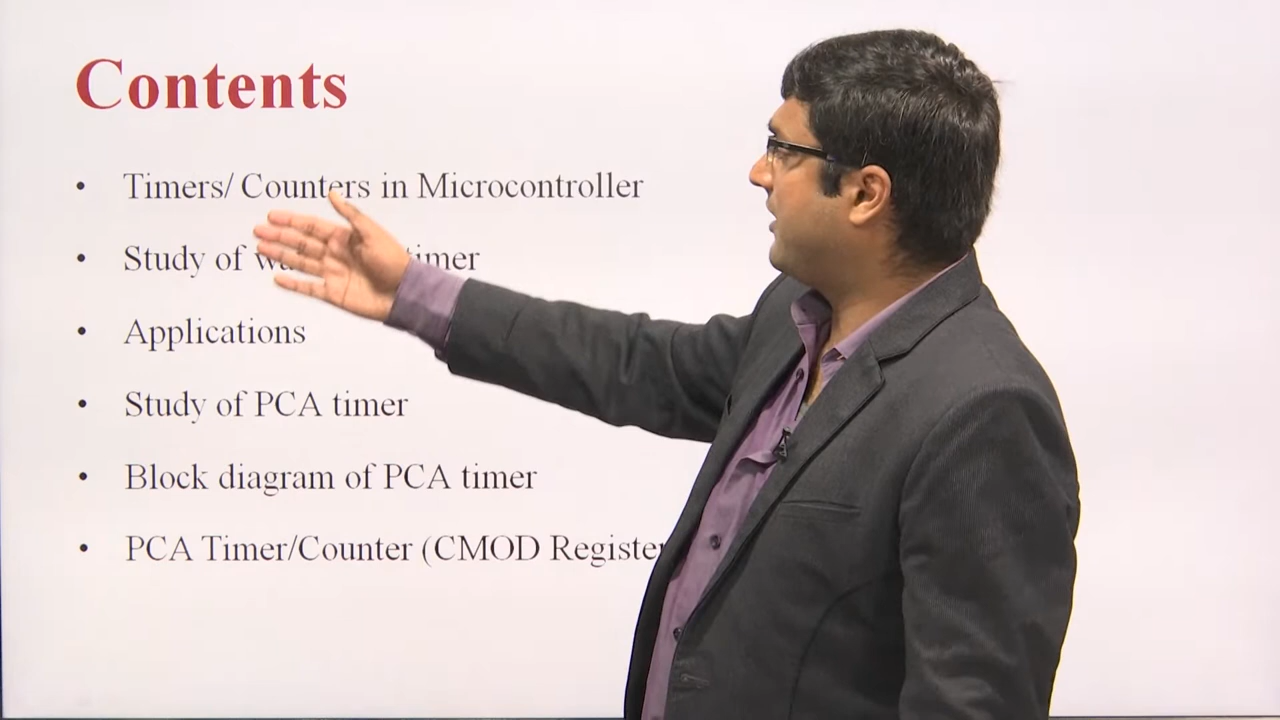 Contents
• Timers/ Counters in Microcontroller
• Study of timer
• Applications
• Study of PCA timer
• Block diagram of PCA timer
• PCA Timer/Counter (CMOD Register